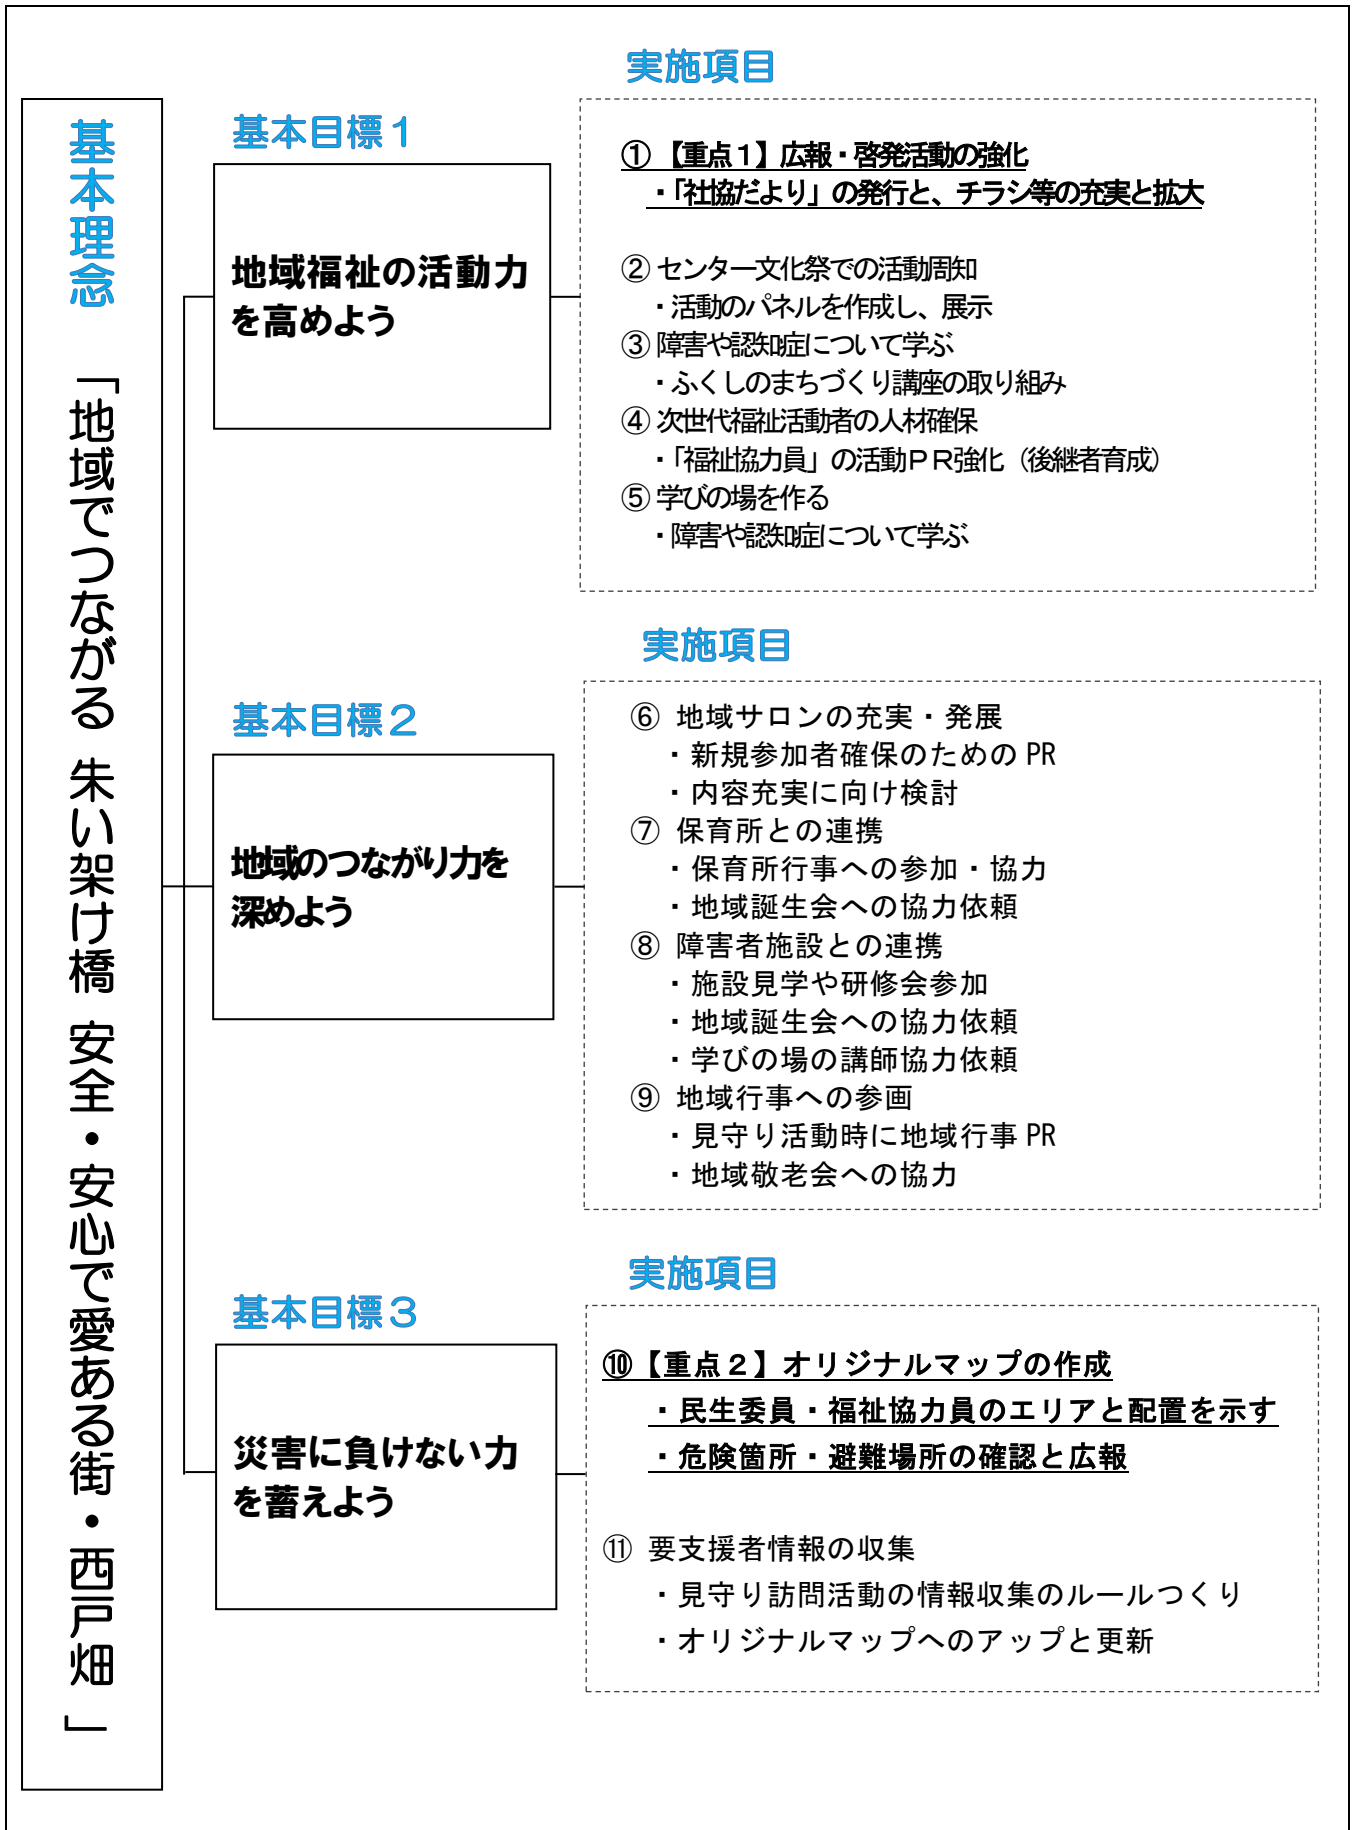 基本理念
「地域でつながる 朱い架け橋 安全・安心で愛ある街・西戸畑 」
基本目標１
地域福祉の活動力
を高めよう
実施項目
① 【重点１】広報・啓発活動の強化
・「社協だより」の発行と、チラシ等の充実と拡大
② センター文化祭での活動周知
・活動のパネルを作成し、展示
③ 障害や認知症について学ぶ
・ふくしのまちづくり講座の取り組み
④ 次世代福祉活動者の人材確保
・「福祉協力員」の活動ＰＲ強化（後継者育成）
⑤ 学びの場を作る
・障害や認知症について学ぶ
基本目標２
地域のつながり力を
深めよう
実施項目
⑥ 地域サロンの充実・発展
・新規参加者確保のための PR
・内容充実に向け検討
⑦ 保育所との連携
・保育所行事への参加・協力
・地域誕生会への協力依頼
⑧ 障害者施設との連携
・施設見学や研修会参加
・地域誕生会への協力依頼
・学びの場の講師協力依頼
⑨ 地域行事への参画
・見守り活動時に地域行事 PR
・地域敬老会への協力
基本目標３
災害に負けない力
を蓄えよう
実施項目
⑩【重点２】オリジナルマップの作成
・民生委員・福祉協力員のエリアと配置を示す
・危険箇所・避難場所の確認と広報
⑪ 要支援者情報の収集
・見守り訪問活動の情報収集のルールつくり
・オリジナルマップへのアップと更新